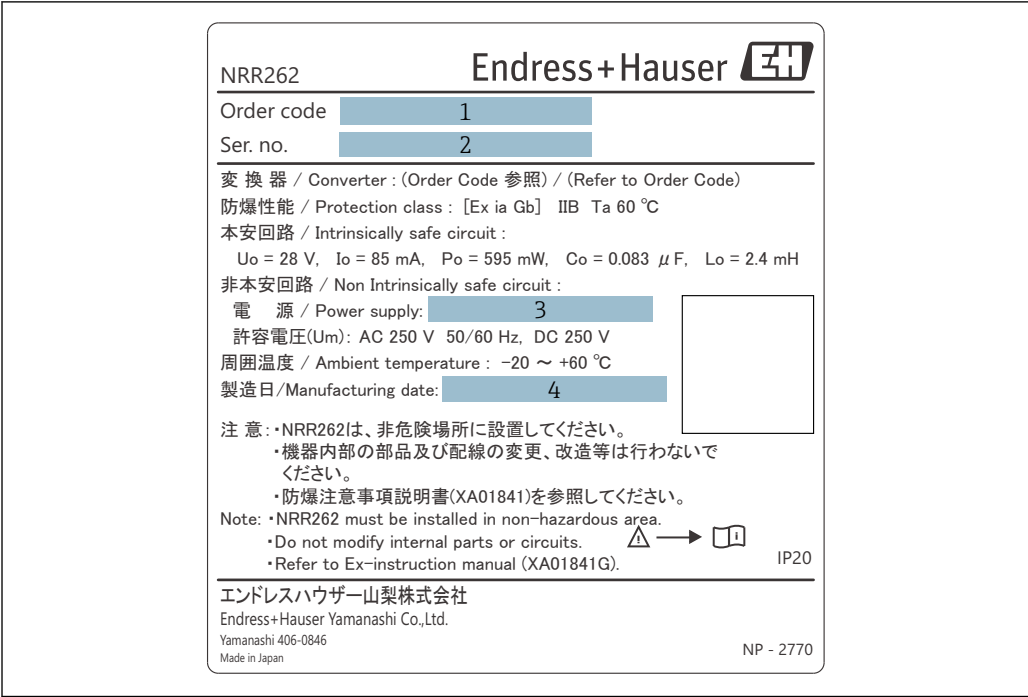 NRR262
Endress+Hauser EH
Order code 1
Ser. no. 2
変 換 器 / Converter : (Order Code 参照) / (Refer to Order Code)
防爆性能 / Protection class : [Ex ia Gb] IIB Ta 60 ℃
本安回路 / Intrinsically safe circuit :
Uo = 28 V, Io = 85 mA, Po = 595 mW, Co = 0.083 μF, Lo = 2.4 mH
非本安回路 / Non Intrinsically safe circuit :
電 源 / Power supply: 3
許容電圧(Um): AC 250 V 50/60 Hz, DC 250 V
周囲温度 / Ambient temperature : -20 ～ +60 ℃
製造日/Manufacturing date: 4
注 意:・NRR262は、非危険場所に設置してください。
・機器内部の部品及び配線の変更、改造等は行わないで
ください。
・防爆注意事項説明書(XA01841)を参照してください。
Note: ・NRR262 must be installed in non-hazardous area.
・Do not modify internal parts or circuits.
・Refer to Ex-instruction manual (XA01841G).
IP20
エンドレスハウザー山梨株式会社
Endress+Hauser Yamanashi Co.,Ltd.
Yamanashi 406-0846
Made in Japan
NP - 2770